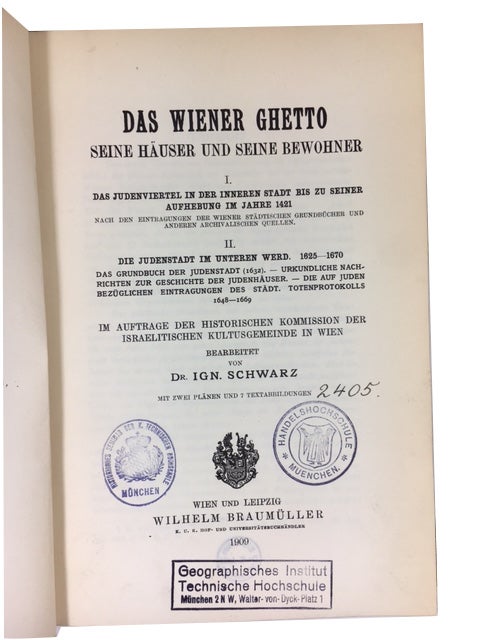 DAS WIENER GHETTO
SEINE HÄUSER UND SEINE BEWOHNER
I.
DAS JUDENVIERTEL IN DER INNEREN STADT BIS ZU SEINER
AUFHEBUNG IM JAHRE 1421
NACH DEN EINTRAGUNGEN DER WIENER STÄDTISCHEN GRUNDBÜCHER UND
ANDEREN ARCHIVALISCHEN QUELLEN.
II.
DIE JUDENSTADT IM UNTEREN WERD. 1625—1670
DAS GRUNDBUCH DER JUDENSTADT (1632). — URKUNDLICHE NACH-
RICHTEN ZUR GESCHICHTE DER JUDENHÄUSER. — DIE AUF JUDEN
BEZÜGLICHEN EINTRAGUNGEN DES STÄDT. TOTENPROTOKOLLS
1648—1669
IM AUFTRAGE DER HISTORISCHEN KOMMISSION DER
ISRAELITISCHEN KULTUSGEMEINDE IN WIEN
BEARBEITET
VON
DR. IGN. SCHWARZ
MIT ZWEI PLÄNEN UND 7 TEXTABBILDUNGEN
2405.
MÜNCHEN
HANDELSHOCHSCHULE
MUENCHEN.
WIEN UND LEIPZIG
WILHELM BRAUMÜLLER
K. U. K. HOF- UND UNIVERSITÄTSBUCHHÄNDLER
1909
Geographisches Institut
Technische Hochschule
München 2 N W, Walter-von-Dyck-Platz 1